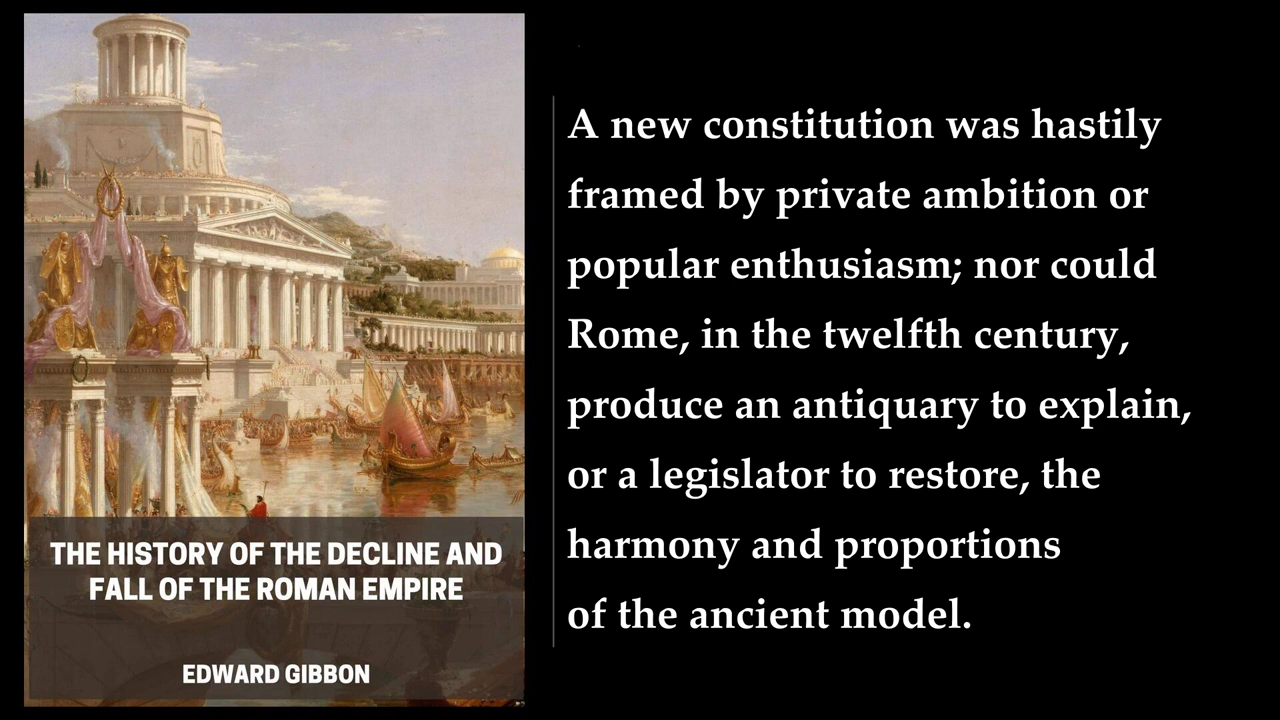 THE HISTORY OF THE DECLINE AND
FALL OF THE ROMAN EMPIRE
EDWARD GIBBON
A new constitution was hastily
framed by private ambition or
popular enthusiasm; nor could
Rome, in the twelfth century,
produce an antiquary to explain,
or a legislator to restore, the
harmony and proportions
of the ancient model.